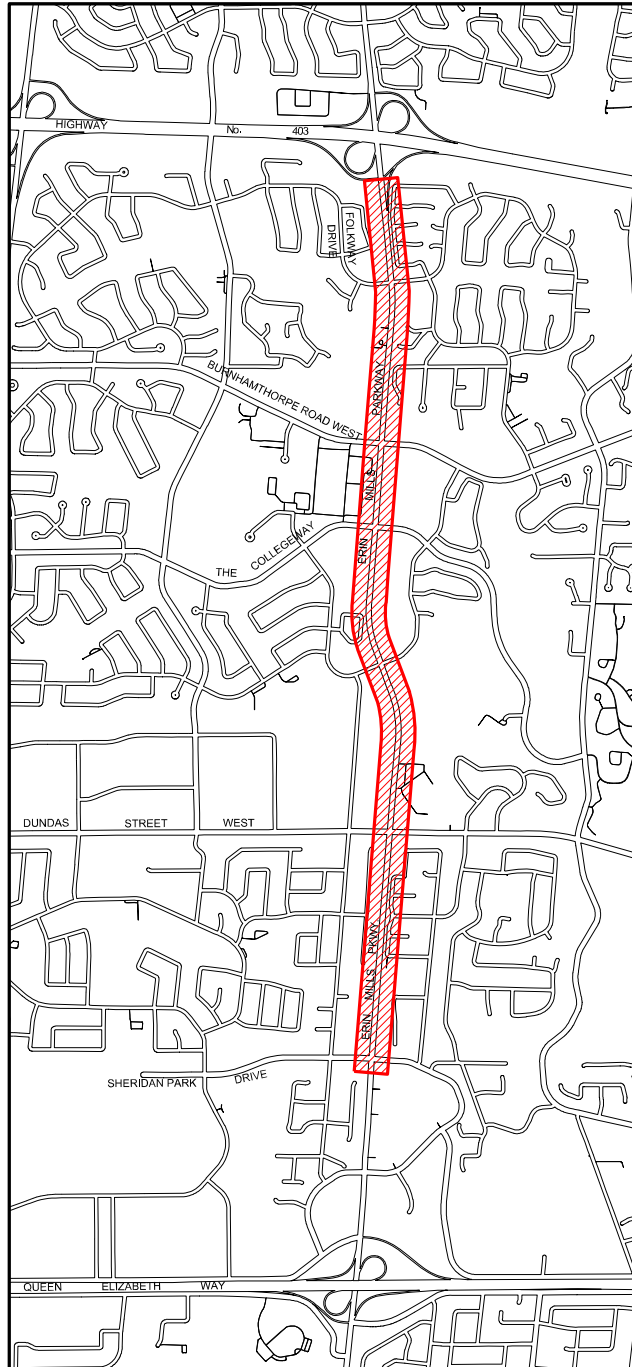 HIGHWAY No. 403
FOLKWAY
DRIVE
BURNHAMTHORPE ROAD WEST
ERIN MILLS PARKWAY
THE COLLEGEWAY
DUNDAS STREET WEST
ERIN MILLS PKWY
SHERIDAN PARK DRIVE
QUEEN ELIZABETH WAY